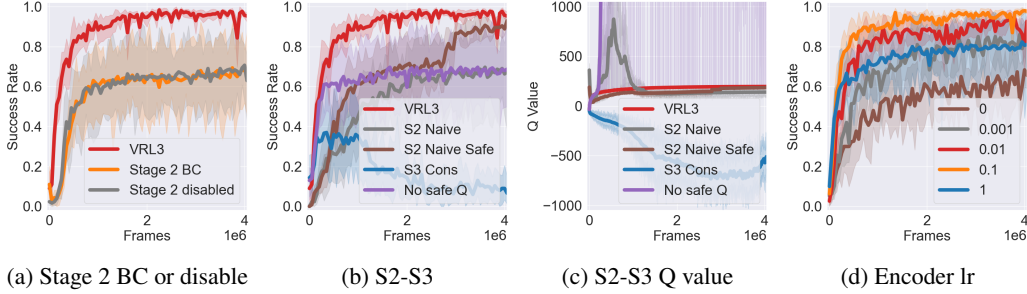 1.0
0.8
0.6
0.4
0.2
0.0
Success Rate
VRL3
Stage 2 BC
Stage 2 disabled
0
2
4
Frames
1e6
(a) Stage 2 BC or disable
1.0
0.8
0.6
0.4
0.2
0.0
Success Rate
VRL3
S2 Naive
S2 Naive Safe
S3 Cons
No safe Q
0
2
4
Frames
1e6
(b) S2-S3
1000
500
0
−500
−1000
Q Value
VRL3
S2 Naive
S2 Naive Safe
S3 Cons
No safe Q
0
2
4
Frames
1e6
(c) S2-S3 Q value
1.0
0.8
0.6
0.4
0.2
0.0
Success Rate
0
0.001
0.01
0.1
1
0
2
4
Frames
1e6
(d) Encoder lr